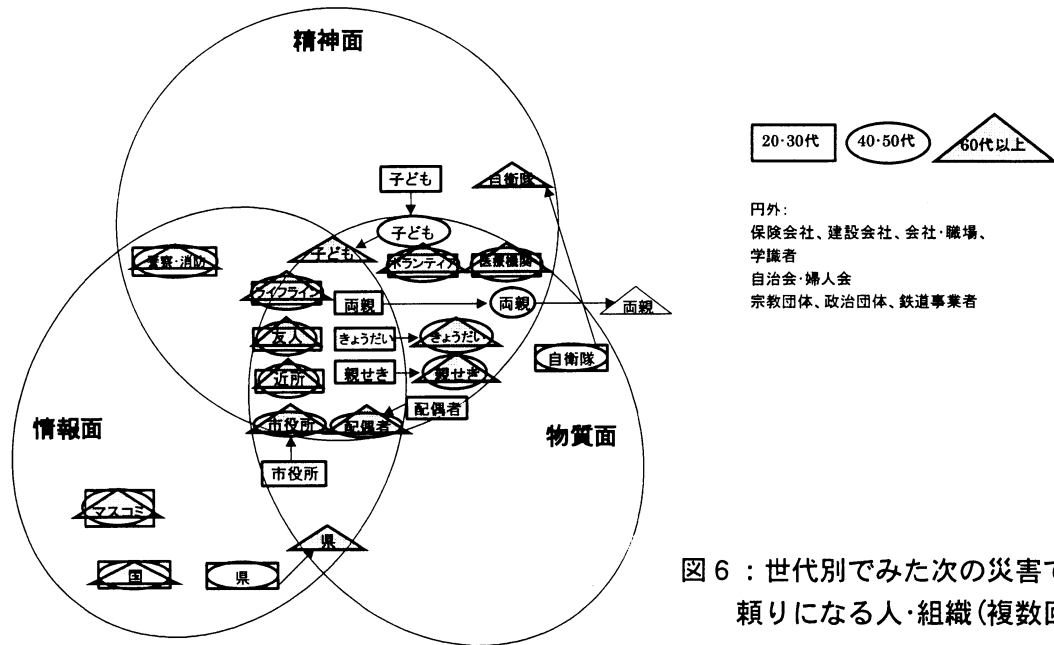 精神面
20･30代
40･50代
60代以上
子ども
自衛隊
円外:
保険会社、建設会社、会社･職場、
学識者
自治会･婦人会
宗教団体、政治団体、鉄道事業者
子ども
子ども
ボランティア
医療機関
警察･消防
ライフライン
両親
両親
両親
友人
きょうだい
きょうだい
自衛隊
近所
親せき
親せき
配偶者
情報面
市役所
配偶者
物質面
市役所
マスコミ
県
国
県
図6:世代別でみた次の災害で
頼りになる人･組織(複数回